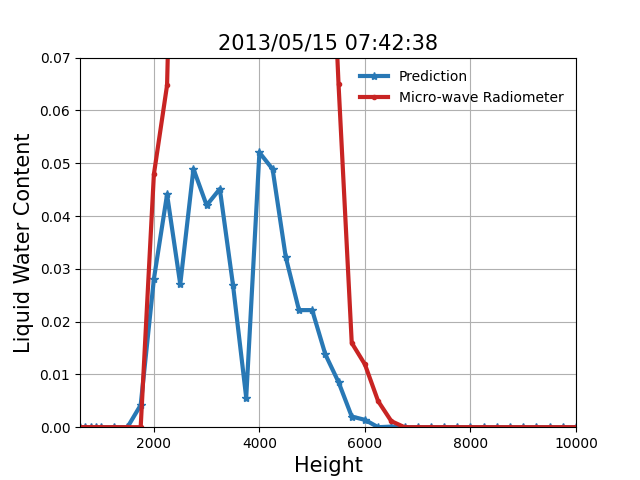 2013/05/15 07:42:38
0.07
0.06
0.05
0.04
0.03
0.02
0.01
0.00
Liquid Water Content
Prediction
Micro-wave Radiometer
2000 4000 6000 8000 10000
Height